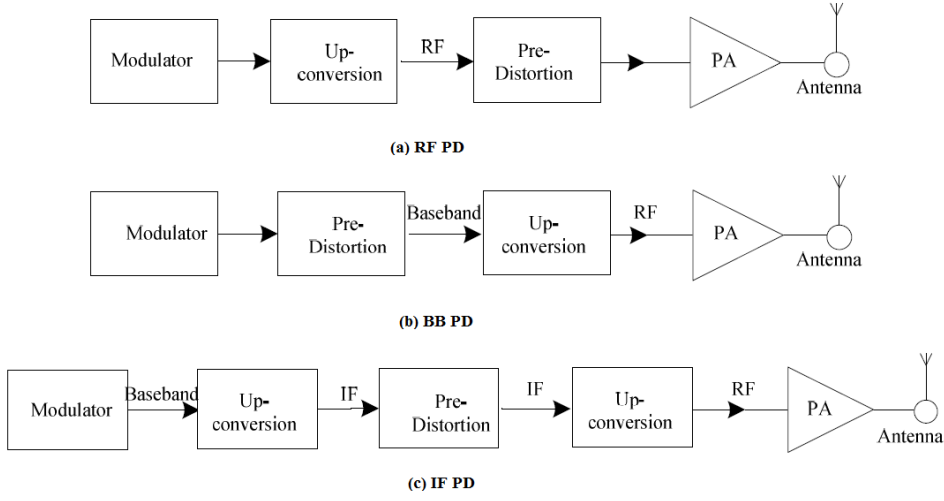 Modulator
Up-
conversion
RF
Pre-
Distortion
PA
Antenna
(a) RF PD
Modulator
Pre-
Distortion
Baseband
Up-
conversion
RF
PA
Antenna
(b) BB PD
Modulator
Baseband
Up-
conversion
IF
Pre-
Distortion
IF
Up-
conversion
RF
PA
Antenna
(c) IF PD